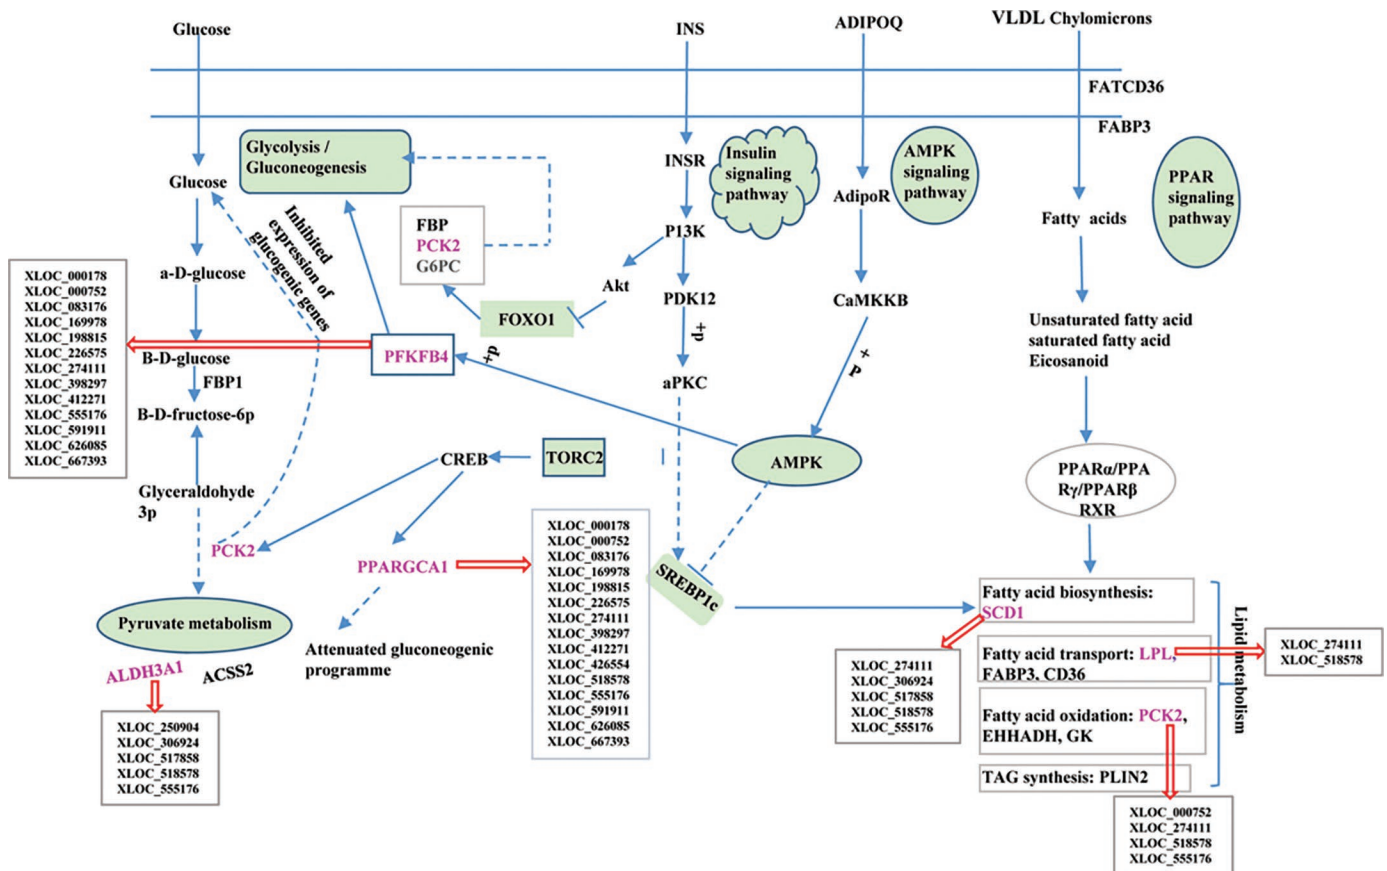 Glucose
INS
ADIPOQ
VLDL Chylomicrons
FATCD36
FABP3
Glycolysis /
Gluconeogenesis
Glucose
Inhibited
expression of
glucogenic genes
FBP
PCK2
G6PC
INSR
Insulin
signaling
pathway
P13K
Akt
FOXO1
PDK12
+p
aPKC
AdipoR
AMPK
signaling
pathway
CaMKKB
+p
AMPK
Fatty acids
PPAR
signaling
pathway
Unsaturated fatty acid
saturated fatty acid
Eicosanoid
PPARα/PPA
Rγ/PPARβ
RXR
a-D-glucose
B-D-glucose
FBP1
B-D-fructose-6p
Glyceraldohyde
3p
XLOC_000178
XLOC_000752
XLOC_083176
XLOC_169978
XLOC_198815
XLOC_226575
XLOC_274111
XLOC_398297
XLOC_412271
XLOC_555176
XLOC_591911
XLOC_626085
XLOC_667393
PFKFB4
+p
CREB
TORC2
PCK2
PPARGCA1
Attenuated gluconeogenic
programme
XLOC_000178
XLOC_000752
XLOC_083176
XLOC_169978
XLOC_198815
XLOC_226575
XLOC_274111
XLOC_398297
XLOC_412271
XLOC_426554
XLOC_518578
XLOC_555176
XLOC_591911
XLOC_626085
XLOC_667393
SREBP1c
Pyruvate metabolism
ALDH3A1
ACSS2
XLOC_250904
XLOC_306924
XLOC_517858
XLOC_518578
XLOC_555176
Fatty acid biosynthesis:
SCD1
Fatty acid transport: LPL,
FABP3, CD36
Fatty acid oxidation: PCK2,
EHHADH, GK
TAG synthesis: PLIN2
Lipid metabolism
XLOC_274111
XLOC_306924
XLOC_517858
XLOC_518578
XLOC_555176
XLOC_274111
XLOC_518578
XLOC_000752
XLOC_274111
XLOC_518578
XLOC_555176